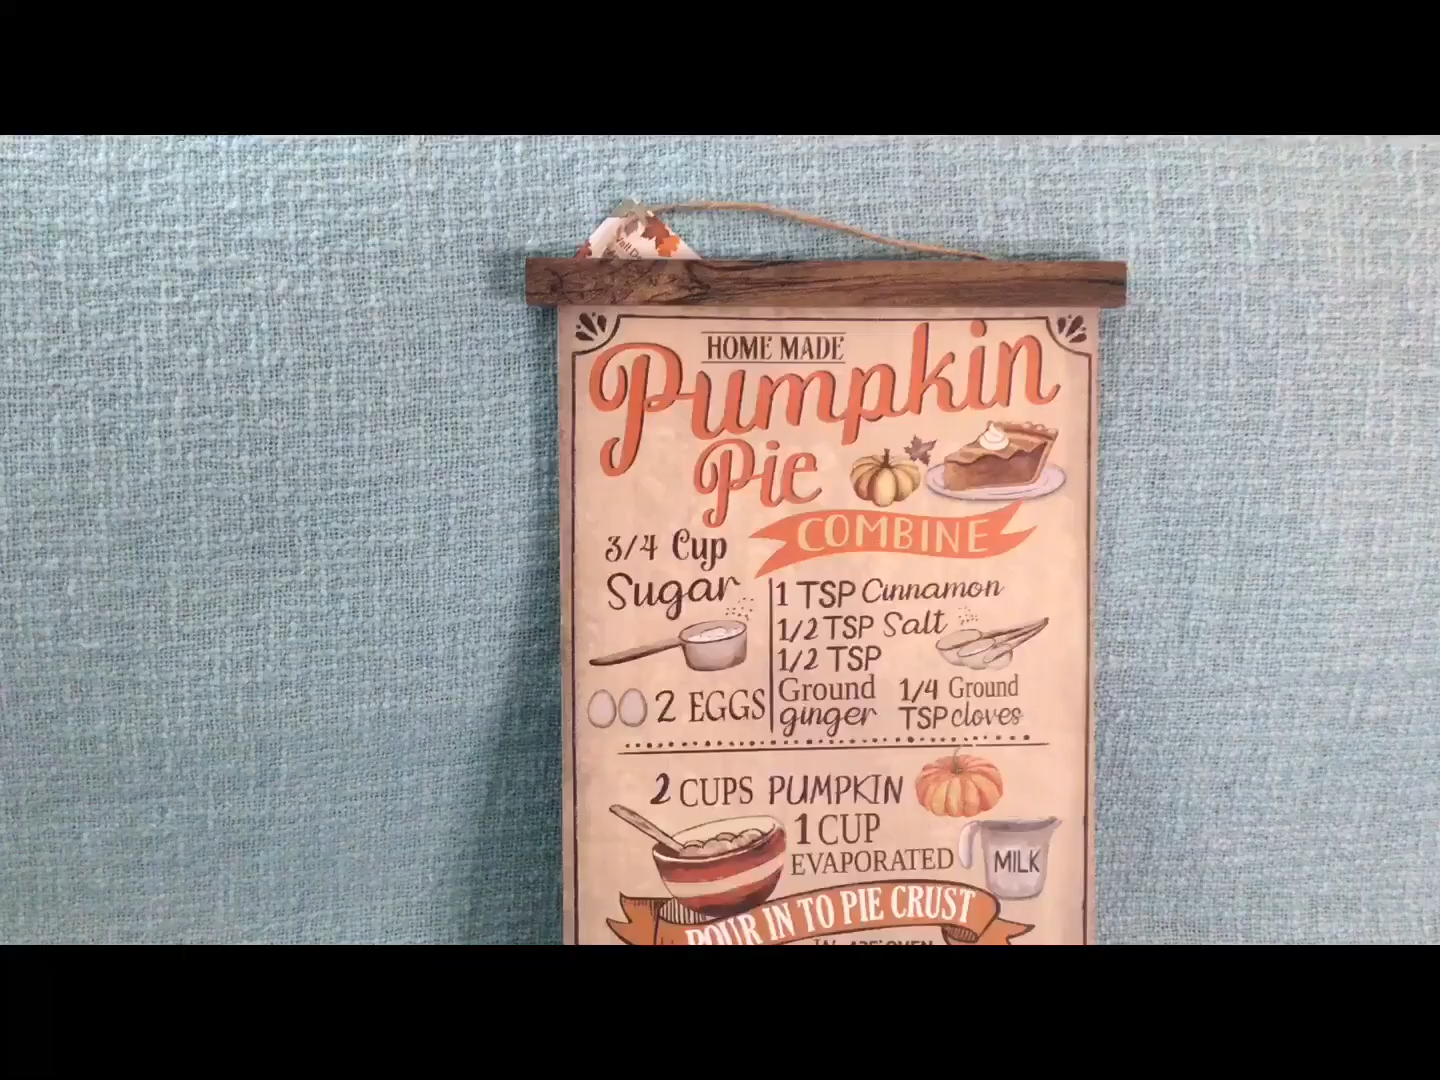 HOME MADE
Pumpkin
Pie
COMBINE
3/4 Cup
Sugar
2 EGGS
1 TSP Cinnamon
1/2 TSP Salt
1/2 TSP
Ground
ginger
1/4 Ground
TSP cloves
2 CUPS PUMPKIN
1 CUP
EVAPORATED
MILK
POUR IN TO PIE CRUST